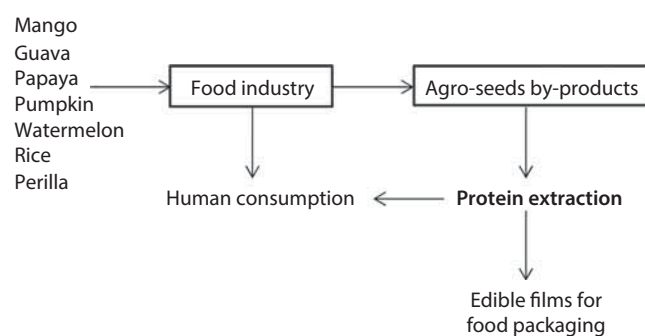 Mango
Guava
Papaya
Pumpkin
Watermelon
Rice
Perilla
Food industry
Agro-seeds by-products
Human consumption
Protein extraction
Edible films for
food packaging